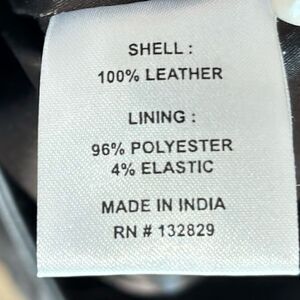 SHELL :
100% LEATHER
LINING :
96% POLYESTER
4% ELASTIC
MADE IN INDIA
RN # 132829